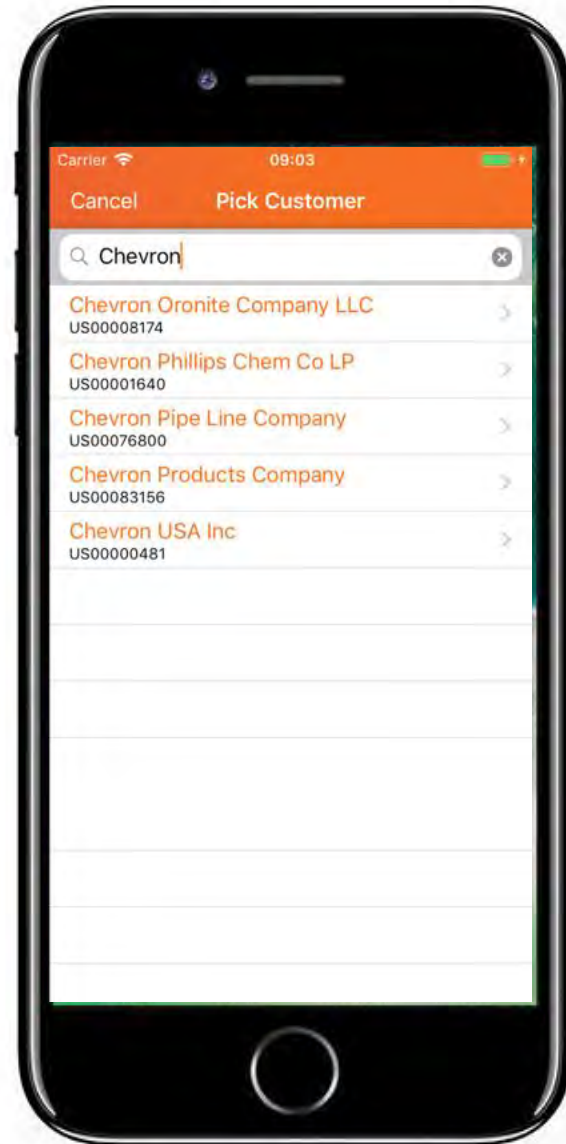 Carrier 09:03
Cancel Pick Customer
Chevron
Chevron Oronite Company LLC
US00008174
Chevron Phillips Chem Co LP
US00001640
Chevron Pipe Line Company
US00076800
Chevron Products Company
US00083156
Chevron USA Inc
US00000481